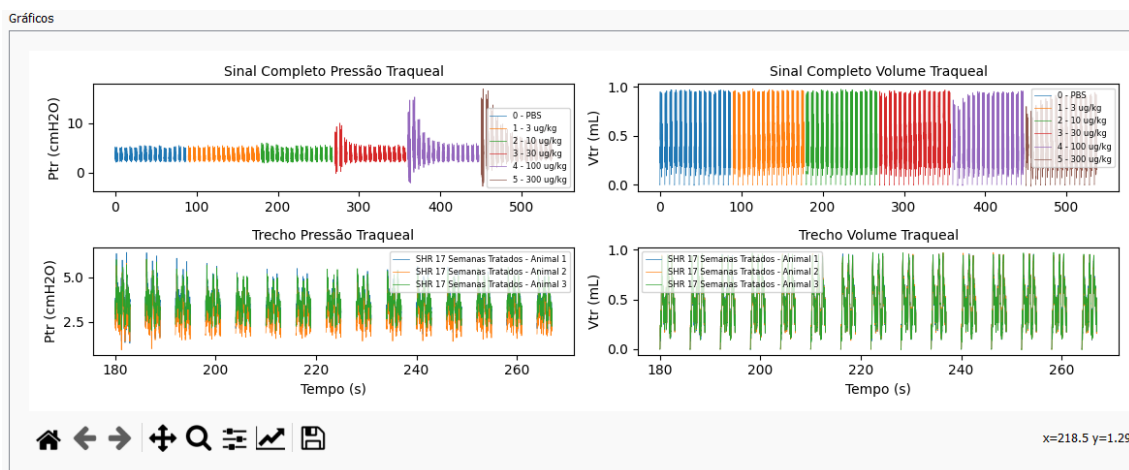 Gráficos
Sinal Completo Pressão Traqueal
Ptr (cmH2O)
10
0
0 - PBS
1 - 3 ug/kg
2 - 10 ug/kg
3 - 30 ug/kg
4 - 100 ug/kg
5 - 300 ug/kg
0 100 200 300 400 500
Sinal Completo Volume Traqueal
Vtr (mL)
1.0
0.5
0.0
0 - PBS
1 - 3 ug/kg
2 - 10 ug/kg
3 - 30 ug/kg
4 - 100 ug/kg
5 - 300 ug/kg
0 100 200 300 400 500
Trecho Pressão Traqueal
Ptr (cmH2O)
5.0
2.5
SHR 17 Semanas Tratados - Animal 1
SHR 17 Semanas Tratados - Animal 2
SHR 17 Semanas Tratados - Animal 3
180 200 220 240 260
Tempo (s)
Trecho Volume Traqueal
Vtr (mL)
1.0
0.5
0.0
SHR 17 Semanas Tratados - Animal 1
SHR 17 Semanas Tratados - Animal 2
SHR 17 Semanas Tratados - Animal 3
180 200 220 240 260
Tempo (s)
x=218.5 y=1.29